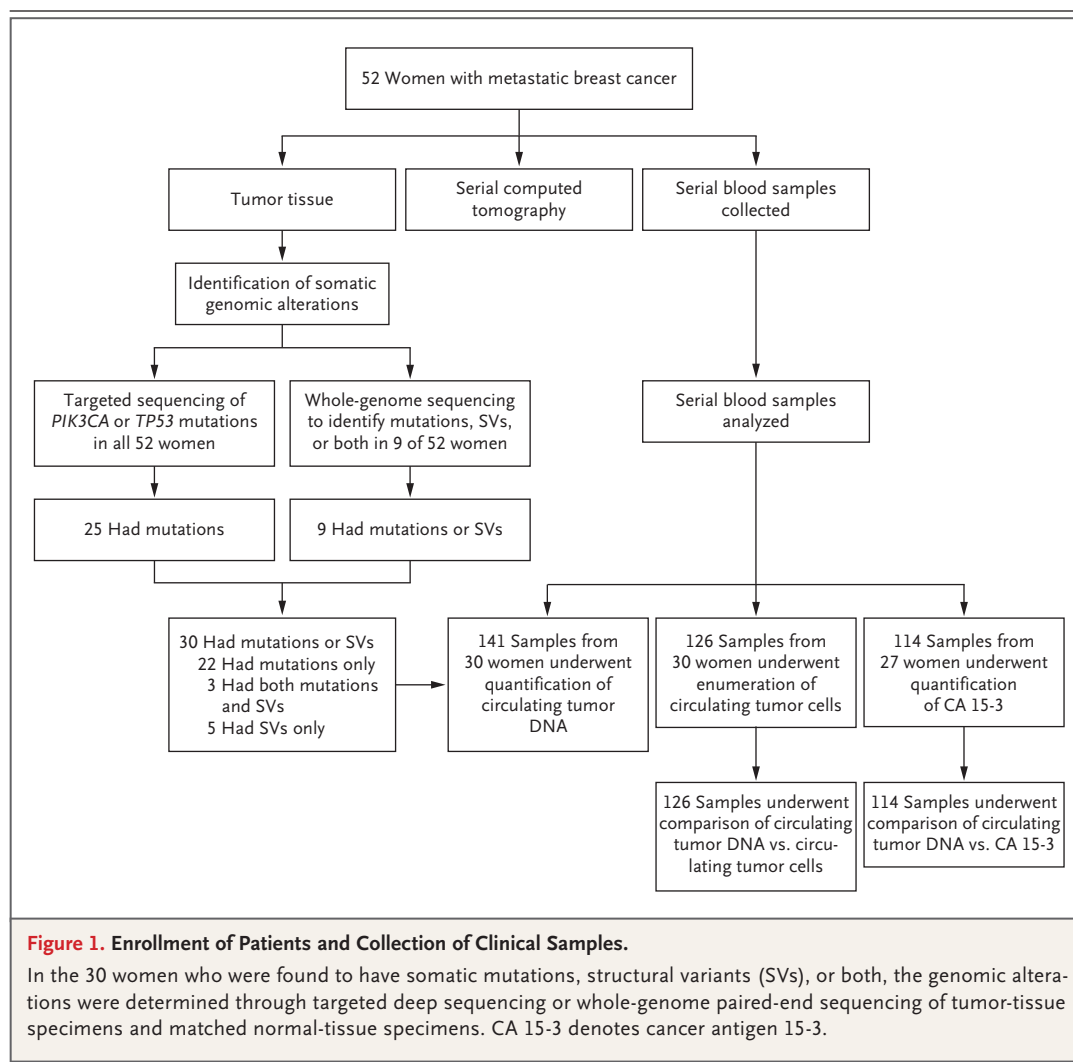 52 Women with metastatic breast cancer
Tumor tissue
Serial computed
tomography
Serial blood samples
collected
Identification of somatic
genomic alterations
Targeted sequencing of
PIK3CA or TP53 mutations
in all 52 women
Whole-genome sequencing
to identify mutations, SVs,
or both in 9 of 52 women
Serial blood samples
analyzed
25 Had mutations
9 Had mutations or SVs
30 Had mutations or SVs
22 Had mutations only
3 Had both mutations
and SVs
5 Had SVs only
141 Samples from
30 women underwent
quantification of
circulating tumor
DNA
126 Samples from
30 women underwent
enumeration of
circulating tumor cells
114 Samples from
27 women underwent
quantification
of CA 15-3
126 Samples underwent
comparison of circulating
tumor DNA vs. circu-
lating tumor cells
114 Samples underwent
comparison of circulating
tumor DNA vs. CA 15-3
Figure 1. Enrollment of Patients and Collection of Clinical Samples.
In the 30 women who were found to have somatic mutations, structural variants (SVs), or both, the genomic altera-
tions were determined through targeted deep sequencing or whole-genome paired-end sequencing of tumor-tissue
specimens and matched normal-tissue specimens. CA 15-3 denotes cancer antigen 15-3.